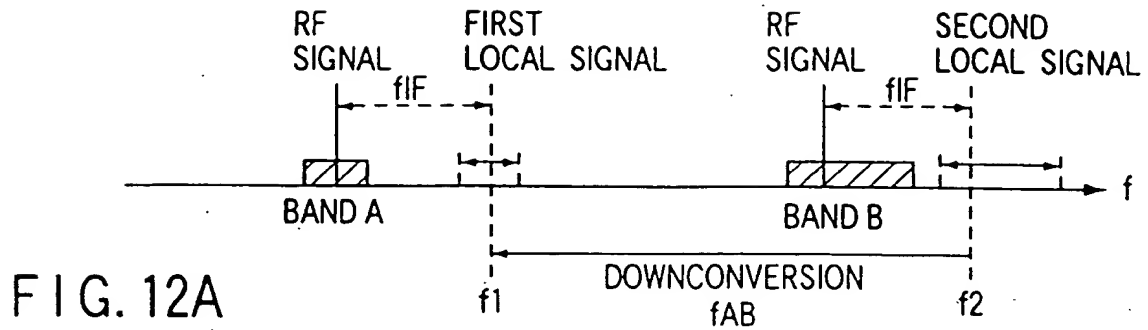 RF
SIGNAL
FIRST
LOCAL SIGNAL
RF
SIGNAL
SECOND
LOCAL SIGNAL
fIF
fIF
f
BAND A
BAND B
DOWNCONVERSION
fAB
f1
f2
FIG. 12A